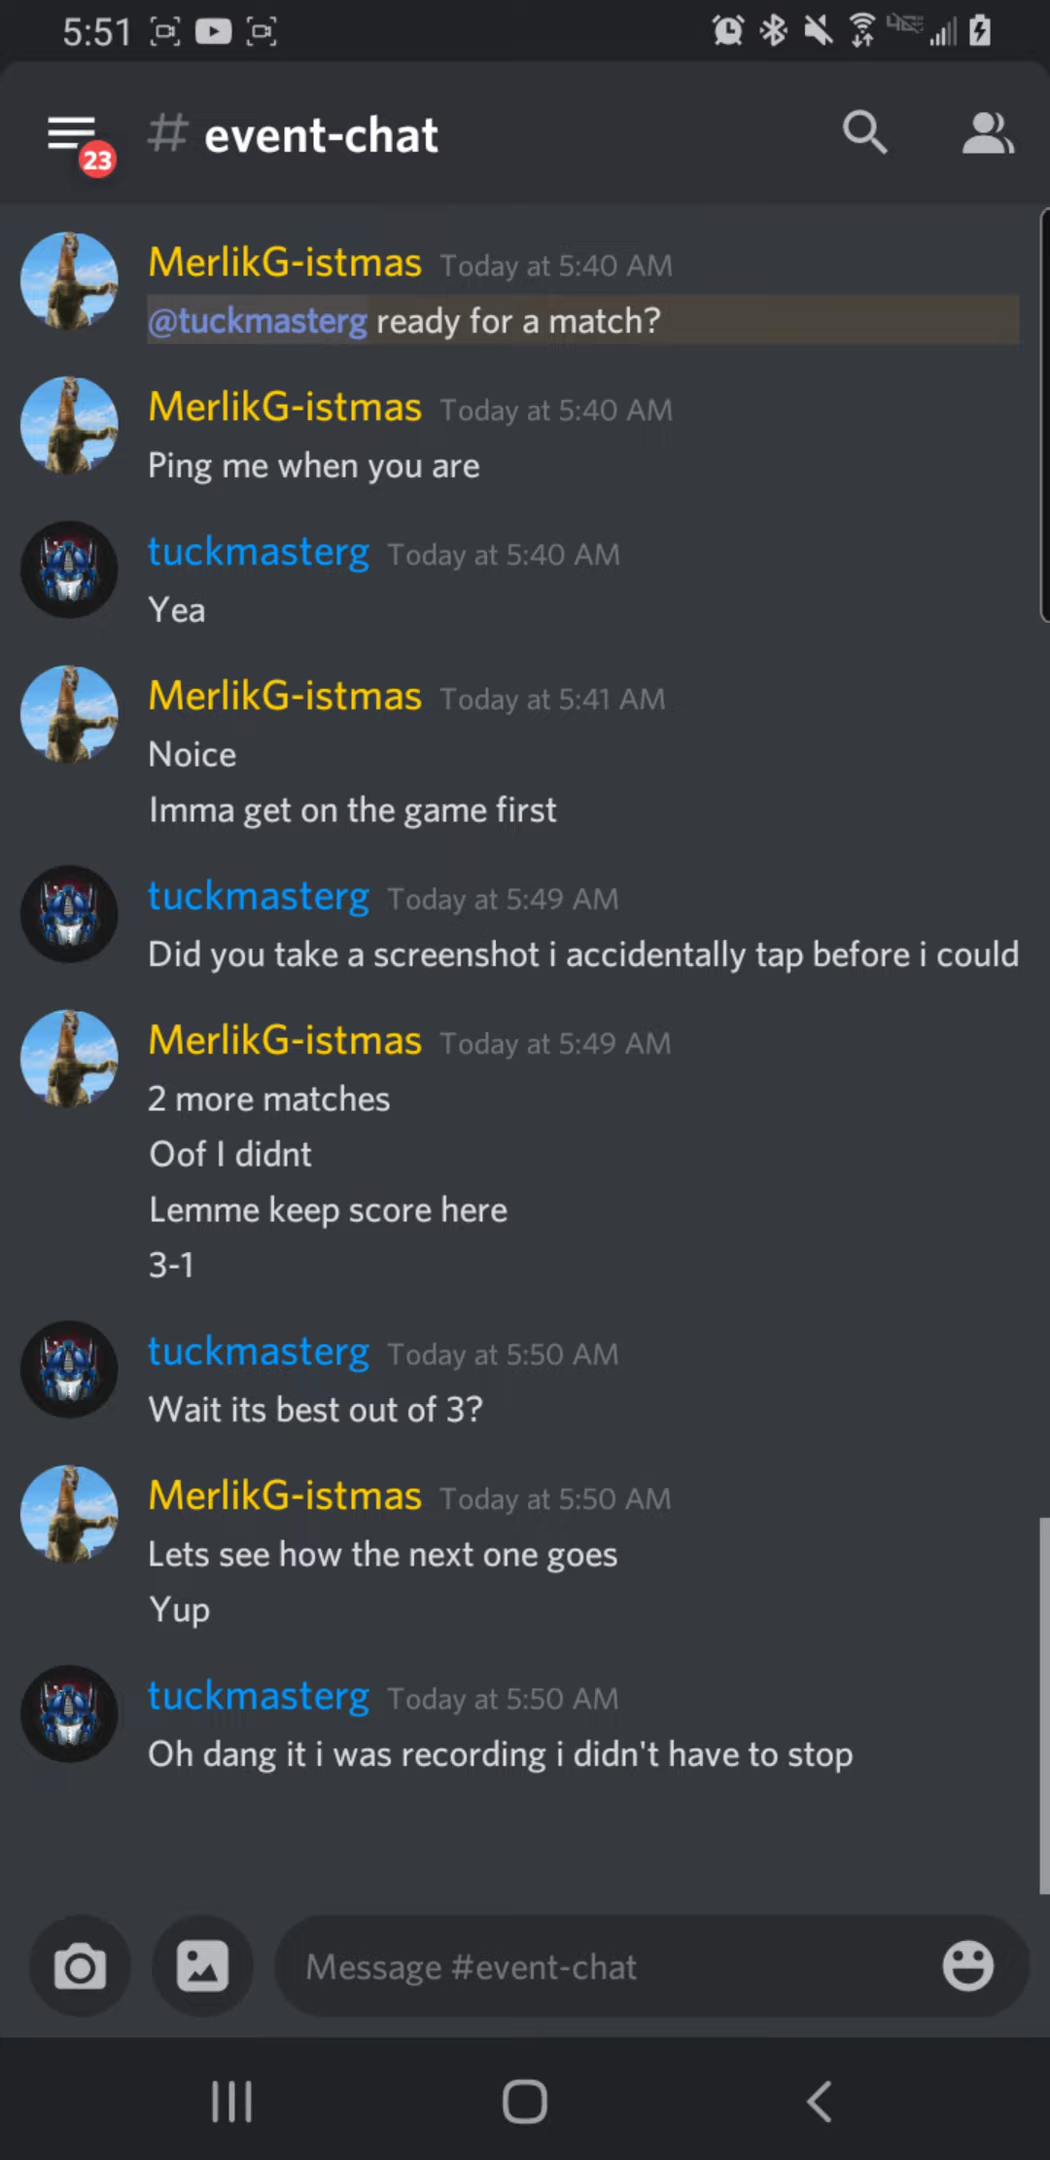 5:51
23
# event-chat
MerlikG-istmas Today at 5:40 AM
@tuckmasterg ready for a match?
MerlikG-istmas Today at 5:40 AM
Ping me when you are
tuckmasterg Today at 5:40 AM
Yea
MerlikG-istmas Today at 5:41 AM
Noice
Imma get on the game first
tuckmasterg Today at 5:49 AM
Did you take a screenshot i accidentally tap before i could
MerlikG-istmas Today at 5:49 AM
2 more matches
Oof I didnt
Lemme keep score here
3-1
tuckmasterg Today at 5:50 AM
Wait its best out of 3?
MerlikG-istmas Today at 5:50 AM
Lets see how the next one goes
Yup
tuckmasterg Today at 5:50 AM
Oh dang it i was recording i didn't have to stop
Message #event-chat